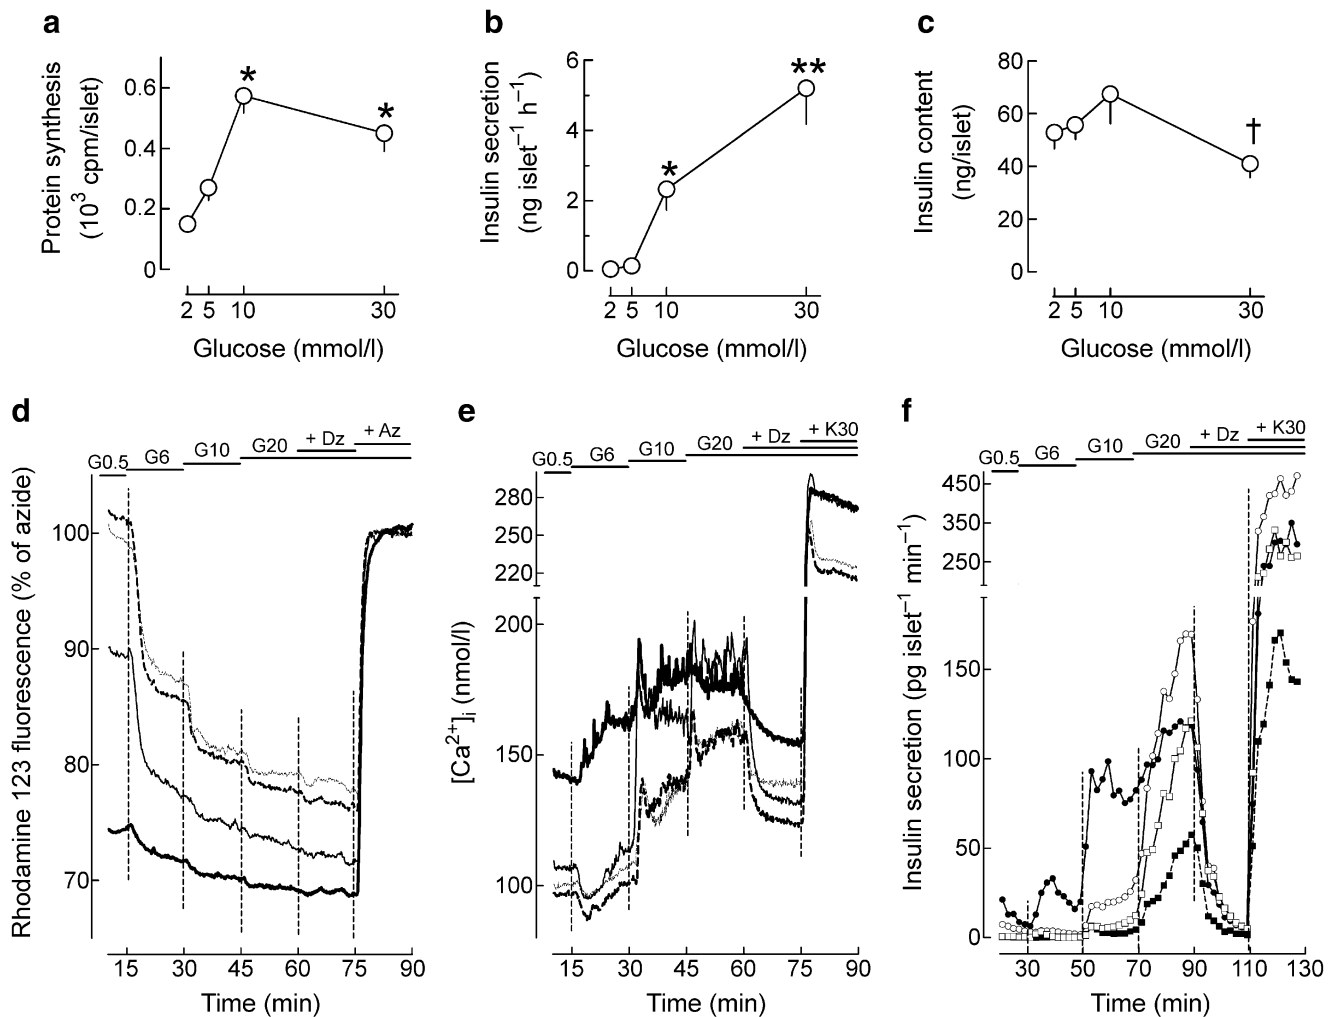 a
Protein synthesis
(10³ cpm/islet)
0.6
0.4
0.2
0
*
*
2 5 10 30
Glucose (mmol/l)
b
Insulin secretion
(ng islet⁻¹ h⁻¹)
6
4
2
0
*
**
2 5 10 30
Glucose (mmol/l)
c
Insulin content
(ng/islet)
80
60
40
20
0
†
2 5 10 30
Glucose (mmol/l)
d
Rhodamine 123 fluorescence (% of azide)
G0.5 G6 G10 G20 + Dz + Az
100
90
80
70
15 30 45 60 75 90
Time (min)
e
[Ca²⁺]i (nmol/l)
G0.5 G6 G10 G20 + Dz + K30
280
250
220
200
150
100
15 30 45 60 75 90
Time (min)
f
Insulin secretion (pg islet⁻¹ min⁻¹)
G0.5 G6 G10 G20 + Dz + K30
450
350
250
150
100
50
0
30 50 70 90 110 130
Time (min)